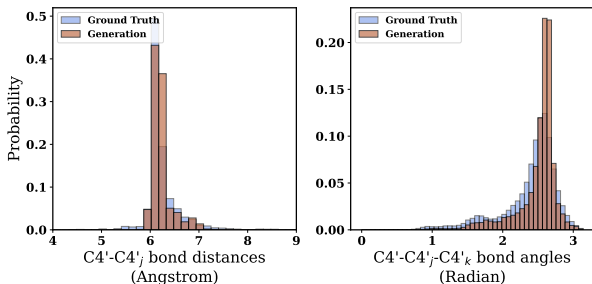 Ground Truth
Generation
Probability
0.5
0.4
0.3
0.2
0.1
0.0
4 5 6 7 8 9
C4'-C4'j bond distances
(Angstrom)
Ground Truth
Generation
0.20
0.15
0.10
0.05
0.00
0 1 2 3
C4'-C4'j-C4'k bond angles
(Radian)